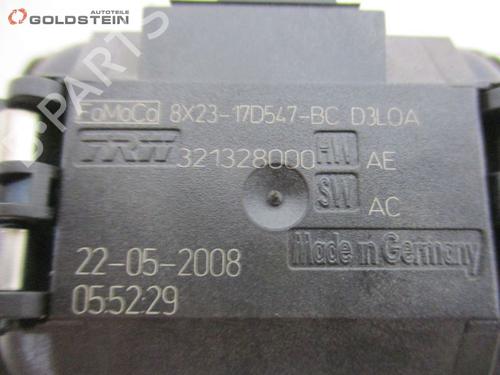 AUTOTEILE
GOLDSTEIN
FoMoCo 8X23-17D547-BC D3LOA
TRW 321328000 HW AE
SW AC
Made in Germany
22-05-2008
05:52:29